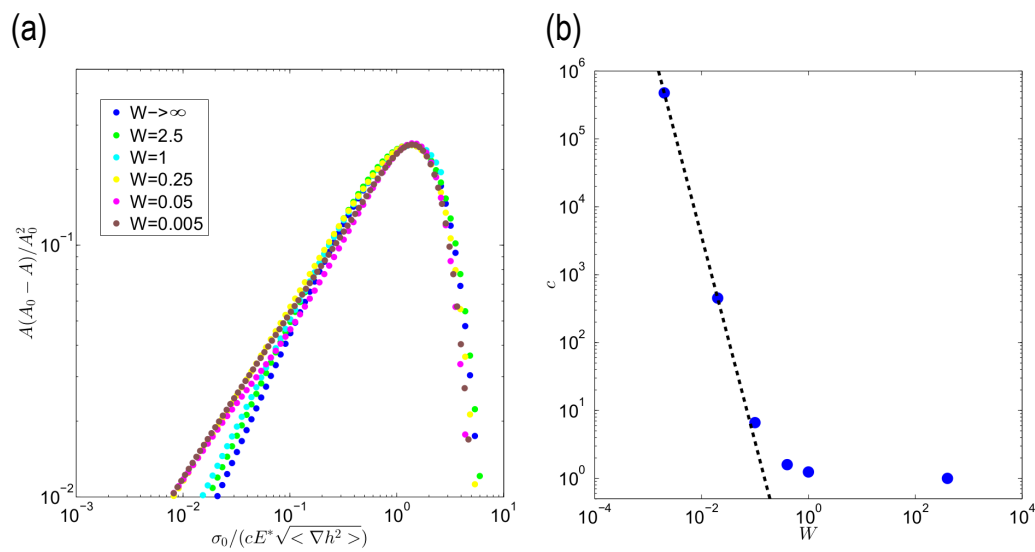 (a)
A(A₀ − A)/A₀²
10⁻¹
10⁻²
W−>∞
W=2.5
W=1
W=0.25
W=0.05
W=0.005
10⁻³ 10⁻² 10⁻¹ 10⁰ 10¹
σ₀/(cE*√<∇h²>)
(b)
c
10⁶
10⁵
10⁴
10³
10²
10¹
10⁰
10⁻⁴ 10⁻² 10⁰ 10² 10⁴
W